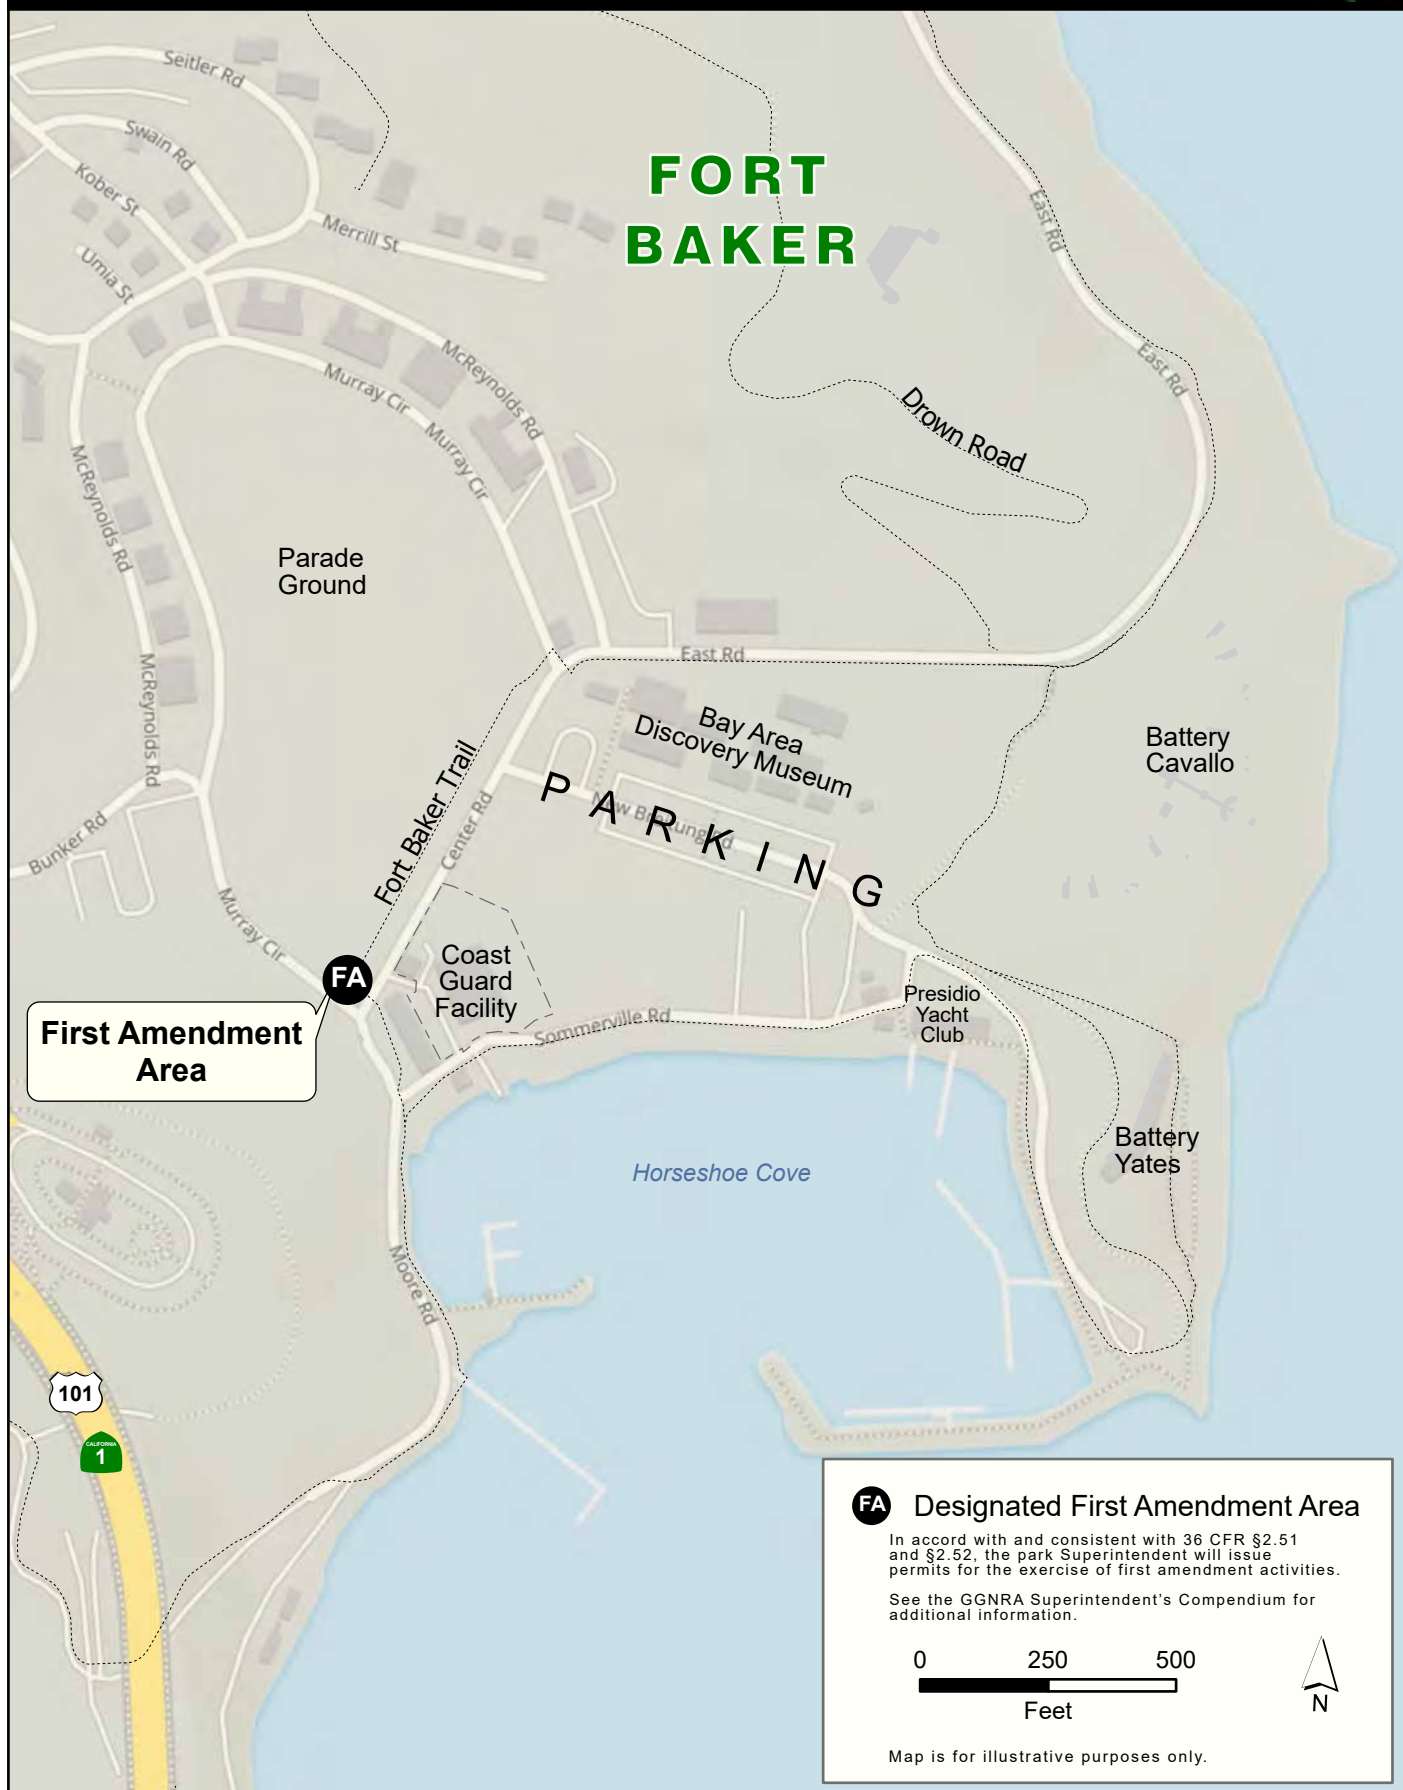 Seitler Rd
Swain Rd
Kober St
Umia St
Merrill St
FORT
BAKER
East Rd
East Rd
McReynolds Rd
Murray Cir
Murray Cir
Drown Road
McReynolds Rd
Parade
Ground
McReynolds Rd
East Rd
Bay Area
Discovery Museum
Battery
Cavallo
Fort Baker Trail
Center Rd
PARKING
Bunker Rd
Murray Cir
FA
First Amendment
Area
Coast
Guard
Facility
Sommerville Rd
Presidio
Yacht
Club
Battery
Yates
Horseshoe Cove
Moore Rd
101
CALIFORNIA
1
FA Designated First Amendment Area
In accord with and consistent with 36 CFR §2.51
and §2.52, the park Superintendent will issue
permits for the exercise of first amendment activities.
See the GGNRA Superintendent's Compendium for
additional information.
0 250 500
Feet
N
Map is for illustrative purposes only.